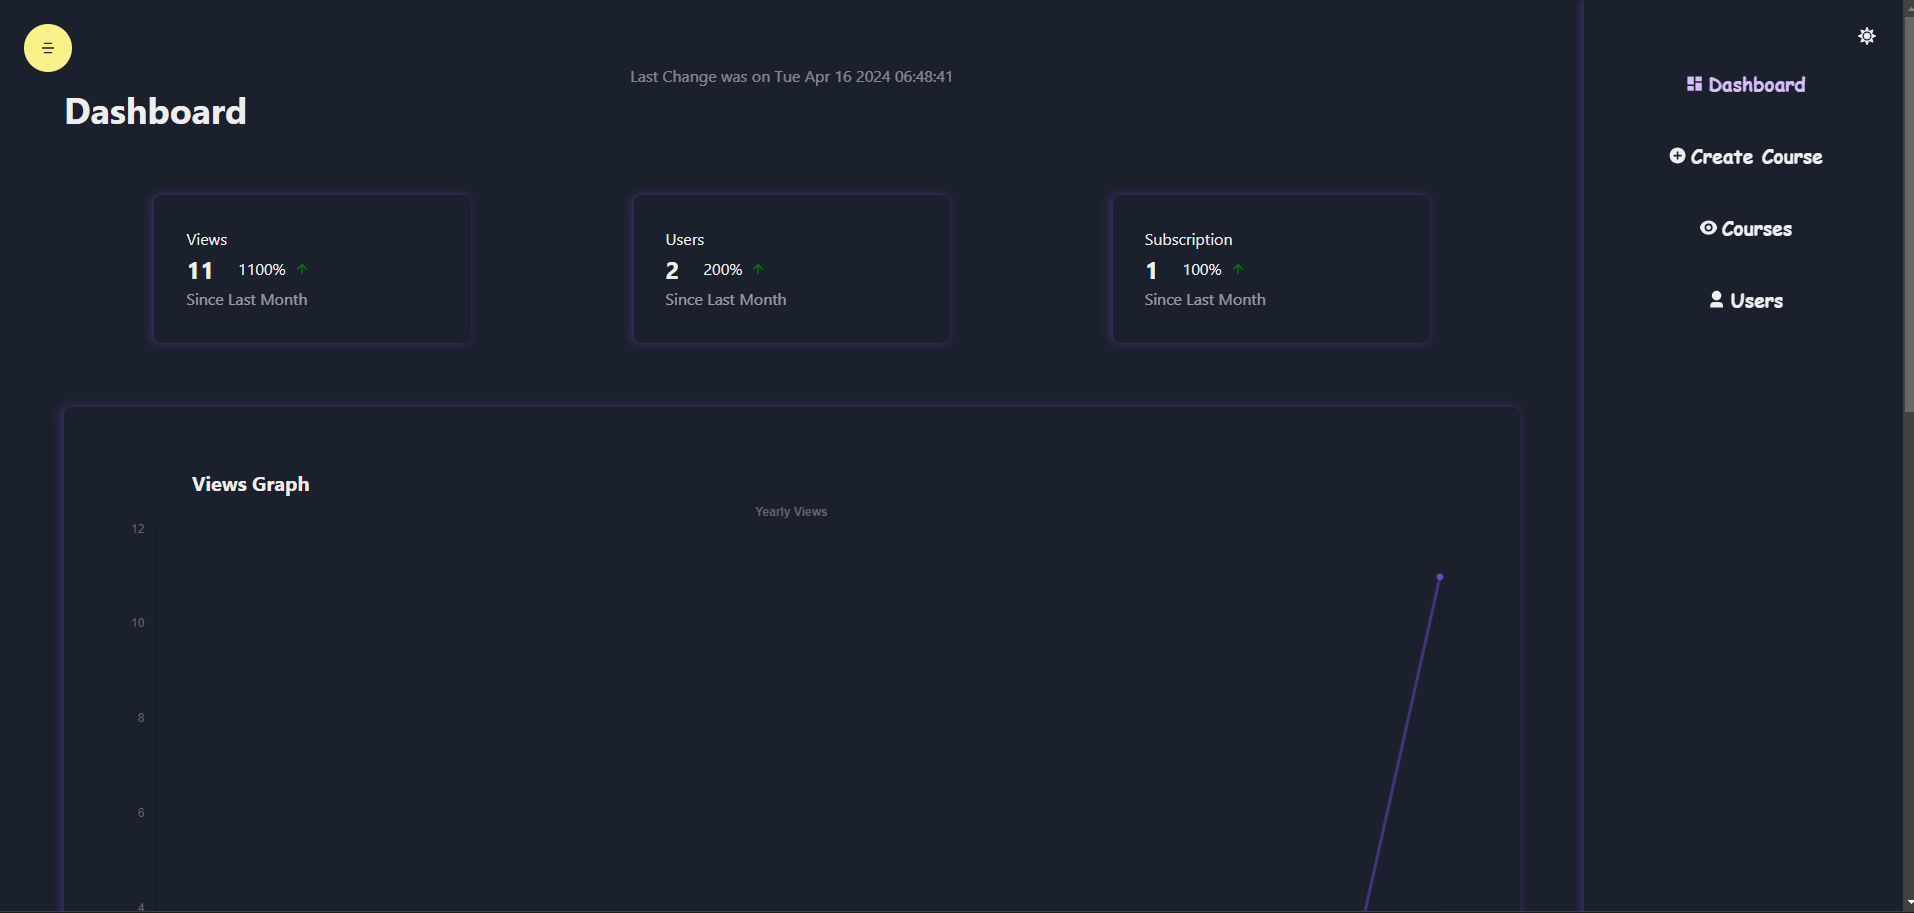 Last Change was on Tue Apr 16 2024 06:48:41
Dashboard
Views
11 1100%
Since Last Month
Users
2 200%
Since Last Month
Subscription
1 100%
Since Last Month
Views Graph
Yearly Views
12
10
8
6
4
Dashboard
Create Course
Courses
Users